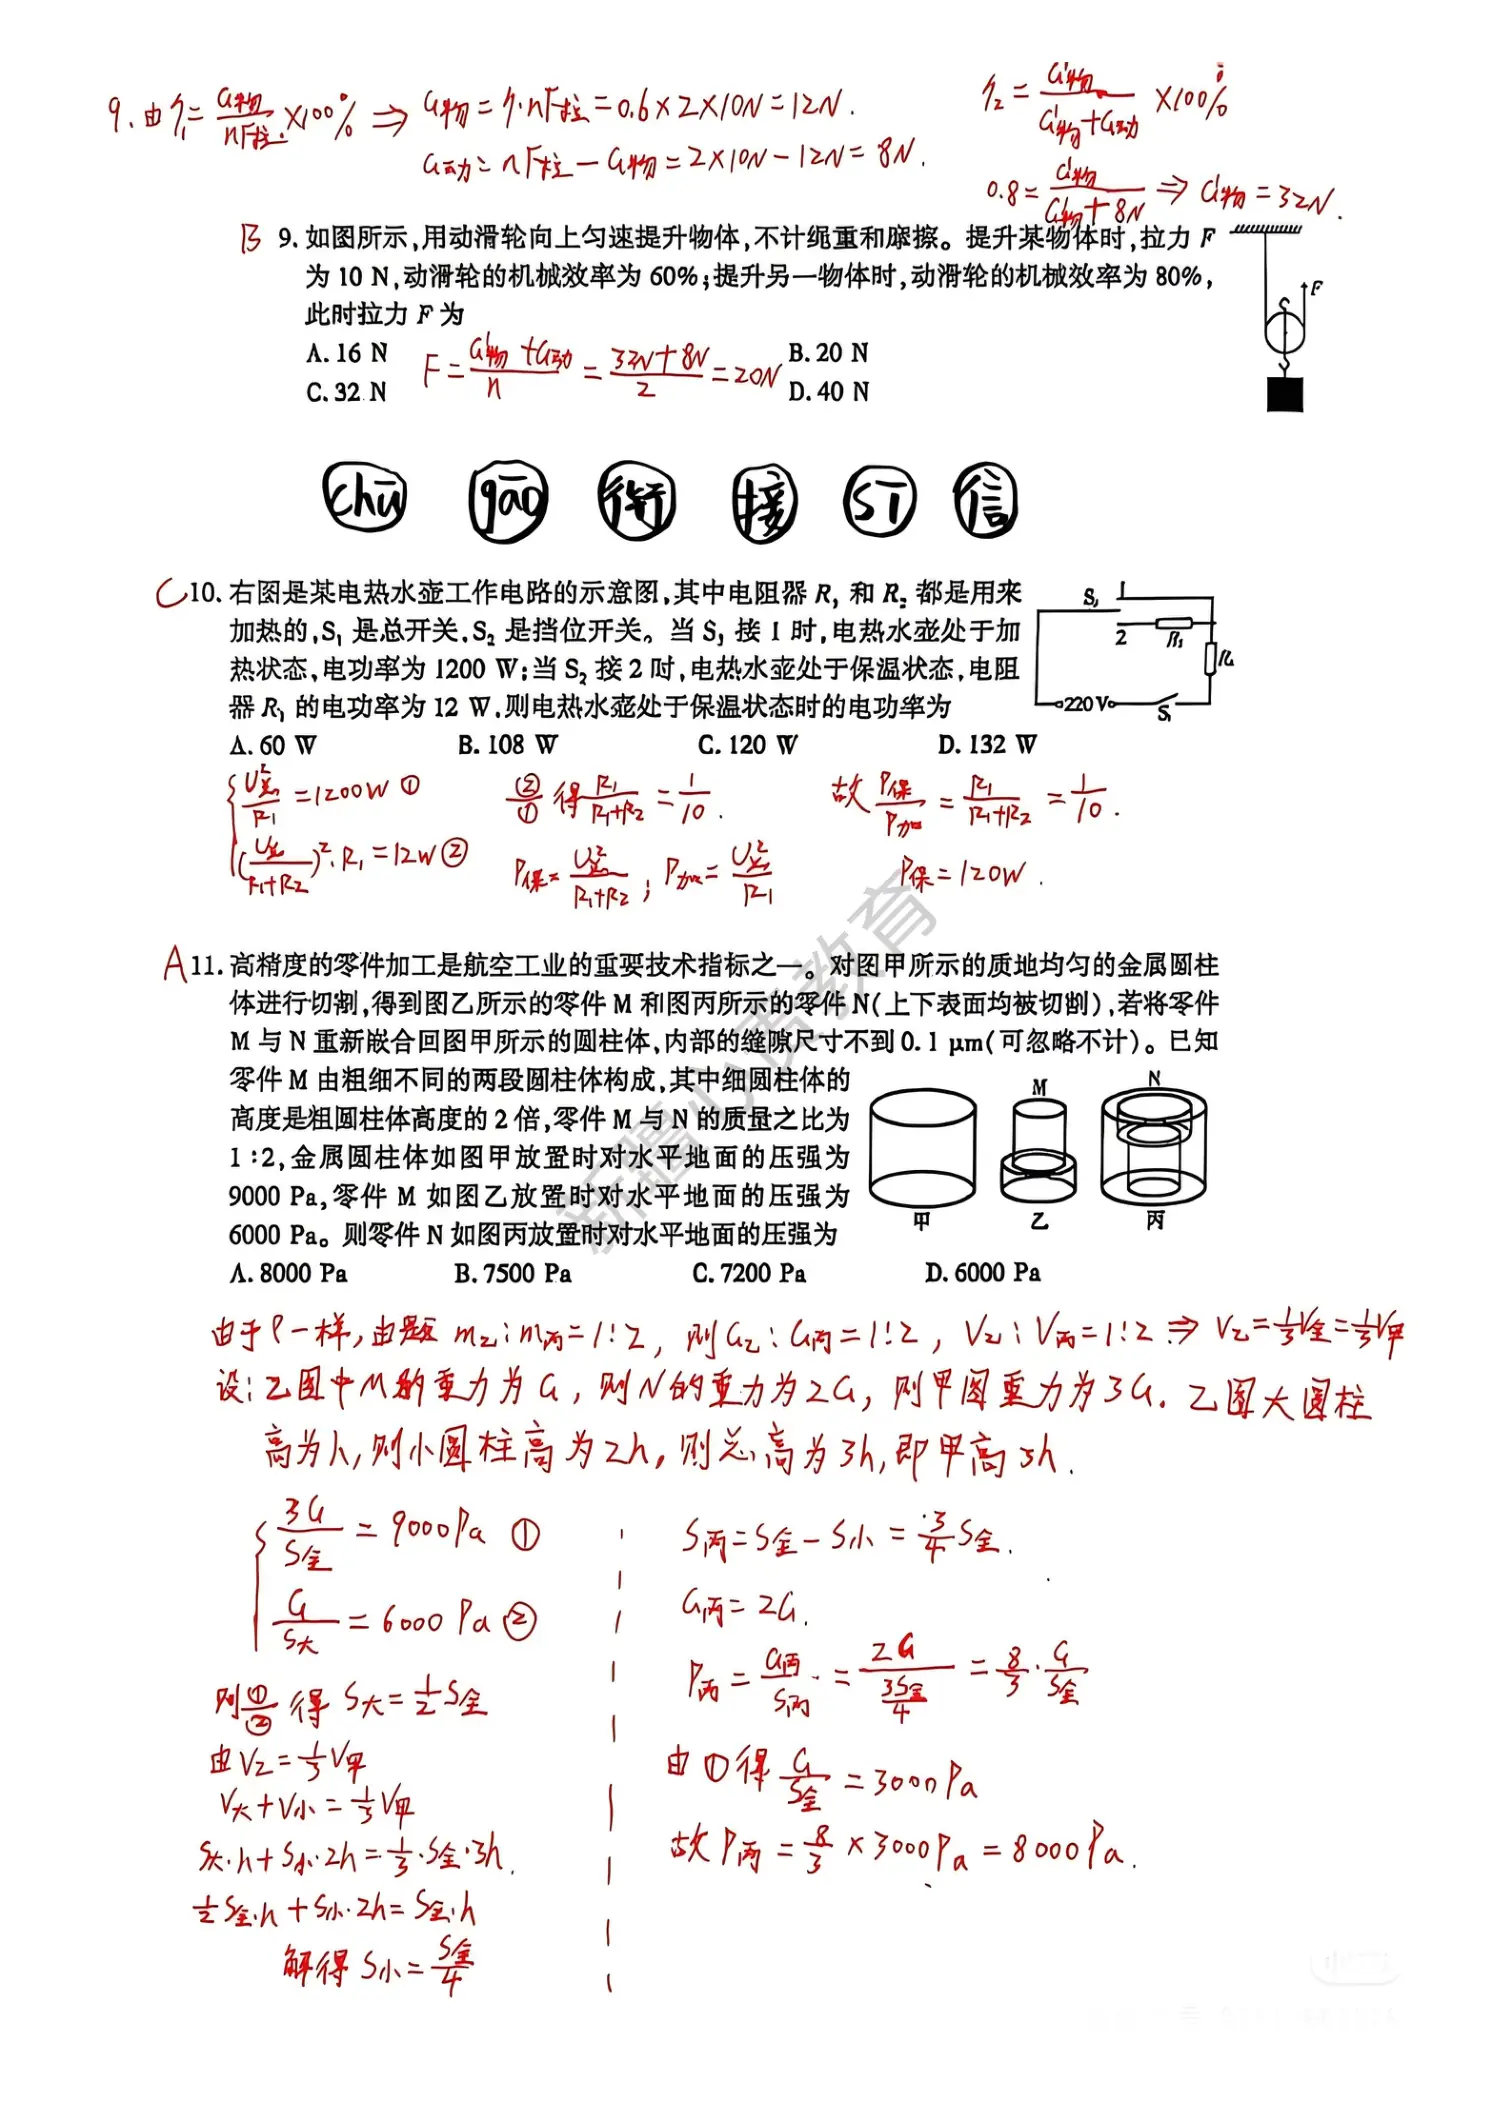 9.由η₁=G物/nF拉×100% ⇒ G物=η·nF拉=0.6×2×10N=12N.
G动=nF拉-G物=2×10N-12N=8N.
η₂=G'物/(G'物+G动)×100%
0.8=G'物/(G'物+8N) ⇒ G'物=32N.
B 9.如图所示,用动滑轮向上匀速提升物体,不计绳重和摩擦。提升某物体时,拉力 F
为 10 N,动滑轮的机械效率为 60%;提升另一物体时,动滑轮的机械效率为 80%,
此时拉力 F 为
F
A.16 N B.20 N
C.32 N D.40 N
F=(G'物+G动)/n=(32N+8N)/2=20N
chū gāo 衔 接 ST 信
C 10.右图是某电热水壶工作电路的示意图,其中电阻器 R₁ 和 R₂ 都是用来
加热的,S₁ 是总开关,S₂ 是挡位开关。当 S₂ 接 1 时,电热水壶处于加
热状态,电功率为 1200 W;当 S₂ 接 2 时,电热水壶处于保温状态,电阻
器 R₁ 的电功率为 12 W.则电热水壶处于保温状态时的电功率为
S₂ 1
2 R₁
R₂
220 V S₁
A.60 W B.108 W C.120 W D.132 W
U总²/R₁=1200W ①
(U总/(R₁+R₂))²·R₁=12W ②
②/① 得 R₁/(R₁+R₂)=1/10.
P保=U总²/(R₁+R₂); P加=U总²/R₁
故 P保/P加=R₁/(R₁+R₂)=1/10.
P保=120W.
A 11.高精度的零件加工是航空工业的重要技术指标之一。对图甲所示的质地均匀的金属圆柱
体进行切割,得到图乙所示的零件 M 和图丙所示的零件 N(上下表面均被切割),若将零件
M 与 N 重新嵌合回图甲所示的圆柱体,内部的缝隙尺寸不到 0.1 μm(可忽略不计)。已知
零件 M 由粗细不同的两段圆柱体构成,其中细圆柱体的
高度是粗圆柱体高度的 2 倍,零件 M 与 N 的质量之比为
1:2,金属圆柱体如图甲放置时对水平地面的压强为
9000 Pa,零件 M 如图乙放置时对水平地面的压强为
6000 Pa。则零件 N 如图丙放置时对水平地面的压强为
M N
甲 乙 丙
A.8000 Pa B.7500 Pa C.7200 Pa D.6000 Pa
新疆心质教育
由于ρ一样,由题 m乙:m丙=1:2, 则G乙:G丙=1:2, V乙:V丙=1:2 ⇒ V乙=1/3V全=1/3V甲
设:乙图中M的重力为G,则N的重力为2G,则甲图重力为3G.乙图大圆柱
高为h,则小圆柱高为2h,则总高为3h,即甲高3h.
3G/S全=9000Pa ①
G/S大=6000Pa ②
则①/② 得 S大=1/2S全
由V乙=1/3V甲
V大+V小=1/3V甲
S大·h+S小·2h=1/3·S全·3h.
1/2S全·h+S小·2h=S全·h
解得 S小=S全/4
S丙=S全-S小=3/4S全.
G丙=2G.
P丙=G丙/S丙=2G/(3S全/4)=8/3·G/S全
由①得 G/S全=3000Pa
故P丙=8/3×3000Pa=8000Pa.